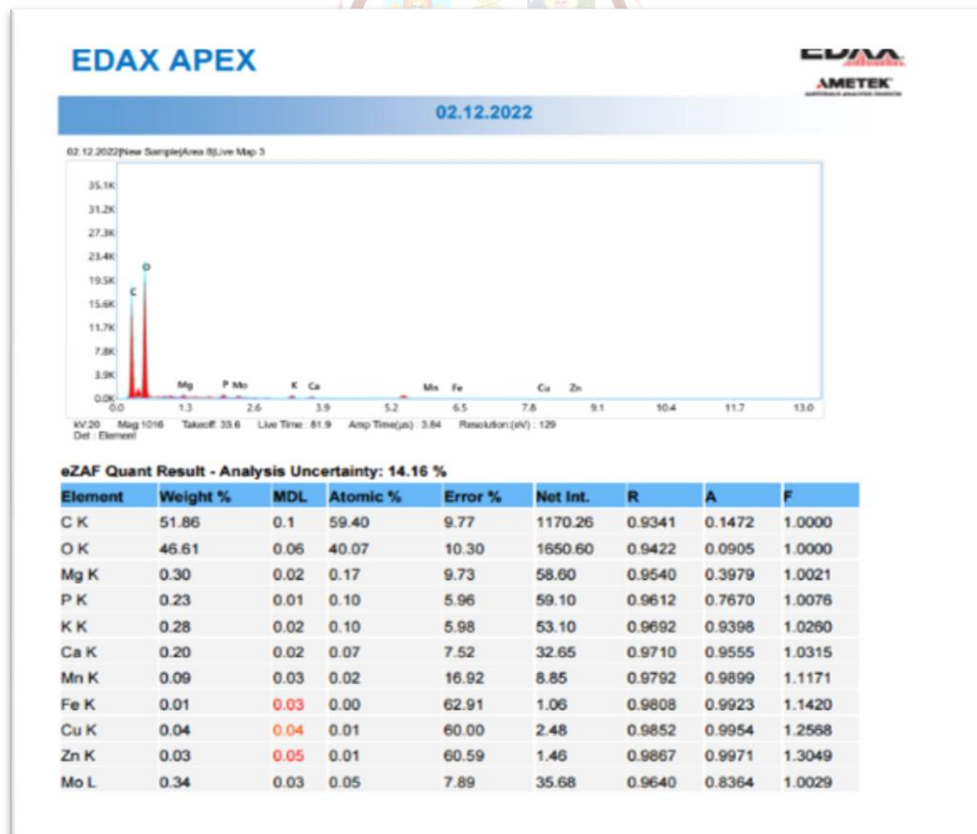 EDAX APEX
EDAX
AMETEK
MATERIALS ANALYSIS DIVISION
02.12.2022
02.12.2022|New Sample|Area 8|Live Map 3
35.1K
31.2K
27.3K
23.4K
19.5K
15.6K
11.7K
7.8K
3.9K
0.0K
C O Mg P Mo K Ca Mn Fe Cu Zn
0.0 1.3 2.6 3.9 5.2 6.5 7.8 9.1 10.4 11.7 13.0
kV:20 Mag:1016 Takeoff: 33.6 Live Time : 81.9 Amp Time(µs) : 3.84 Resolution:(eV) : 129
Det : Element
eZAF Quant Result - Analysis Uncertainty: 14.16 %
Element Weight % MDL Atomic % Error % Net Int. R A F
C K 51.86 0.1 59.40 9.77 1170.26 0.9341 0.1472 1.0000
O K 46.61 0.06 40.07 10.30 1650.60 0.9422 0.0905 1.0000
Mg K 0.30 0.02 0.17 9.73 58.60 0.9540 0.3979 1.0021
P K 0.23 0.01 0.10 5.96 59.10 0.9612 0.7670 1.0076
K K 0.28 0.02 0.10 5.98 53.10 0.9692 0.9398 1.0260
Ca K 0.20 0.02 0.07 7.52 32.65 0.9710 0.9555 1.0315
Mn K 0.09 0.03 0.02 16.92 8.85 0.9792 0.9899 1.1171
Fe K 0.01 0.03 0.00 62.91 1.06 0.9808 0.9923 1.1420
Cu K 0.04 0.04 0.01 60.00 2.48 0.9852 0.9954 1.2568
Zn K 0.03 0.05 0.01 60.59 1.46 0.9867 0.9971 1.3049
Mo L 0.34 0.03 0.05 7.89 35.68 0.9640 0.8364 1.0029